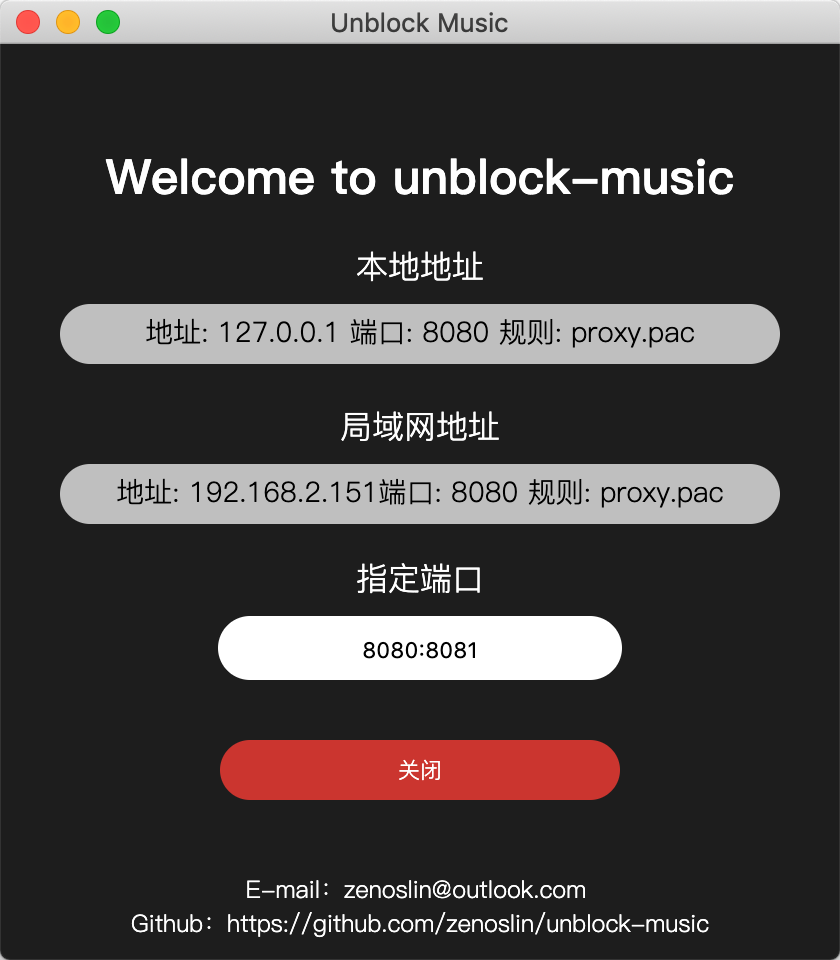 Unblock Music
Welcome to unblock-music
本地地址
地址: 127.0.0.1 端口: 8080 规则: proxy.pac
局域网地址
地址: 192.168.2.151端口: 8080 规则: proxy.pac
指定端口
8080:8081
关闭
E-mail：zenoslin@outlook.com
Github：https://github.com/zenoslin/unblock-music